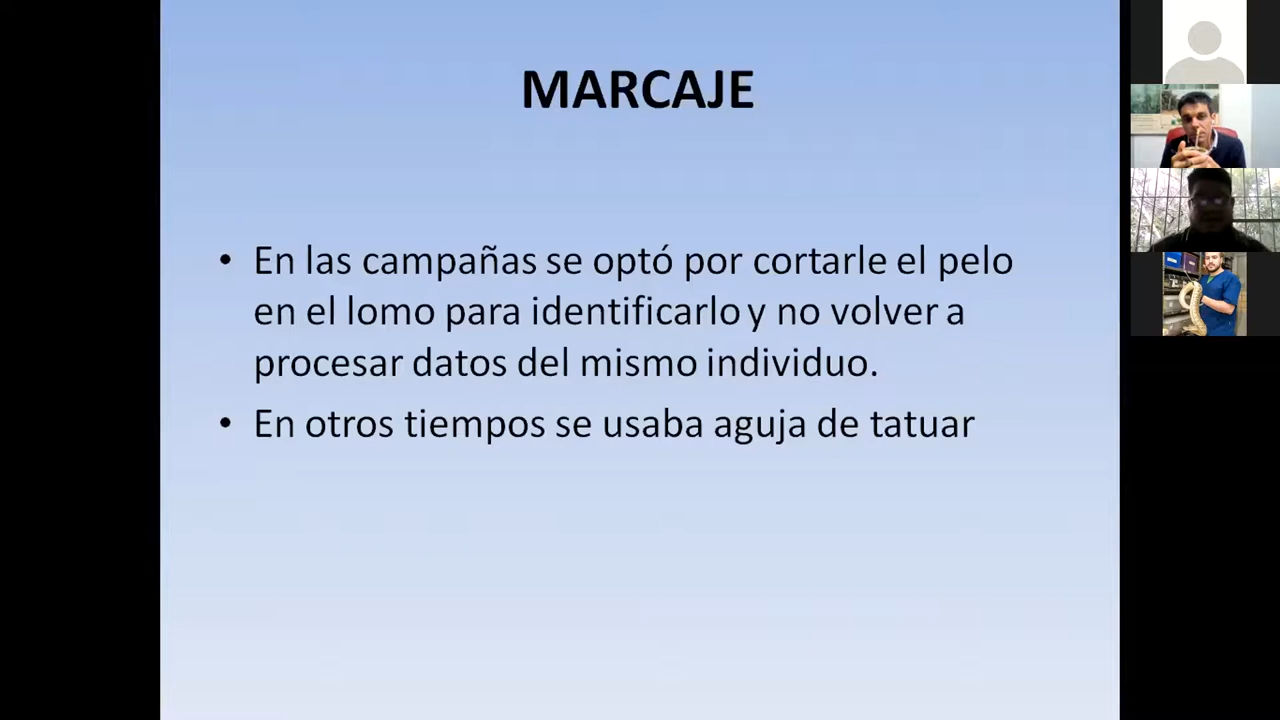 MARCAJE
• En las campañas se optó por cortarle el pelo
en el lomo para identificarlo y no volver a
procesar datos del mismo individuo.
• En otros tiempos se usaba aguja de tatuar